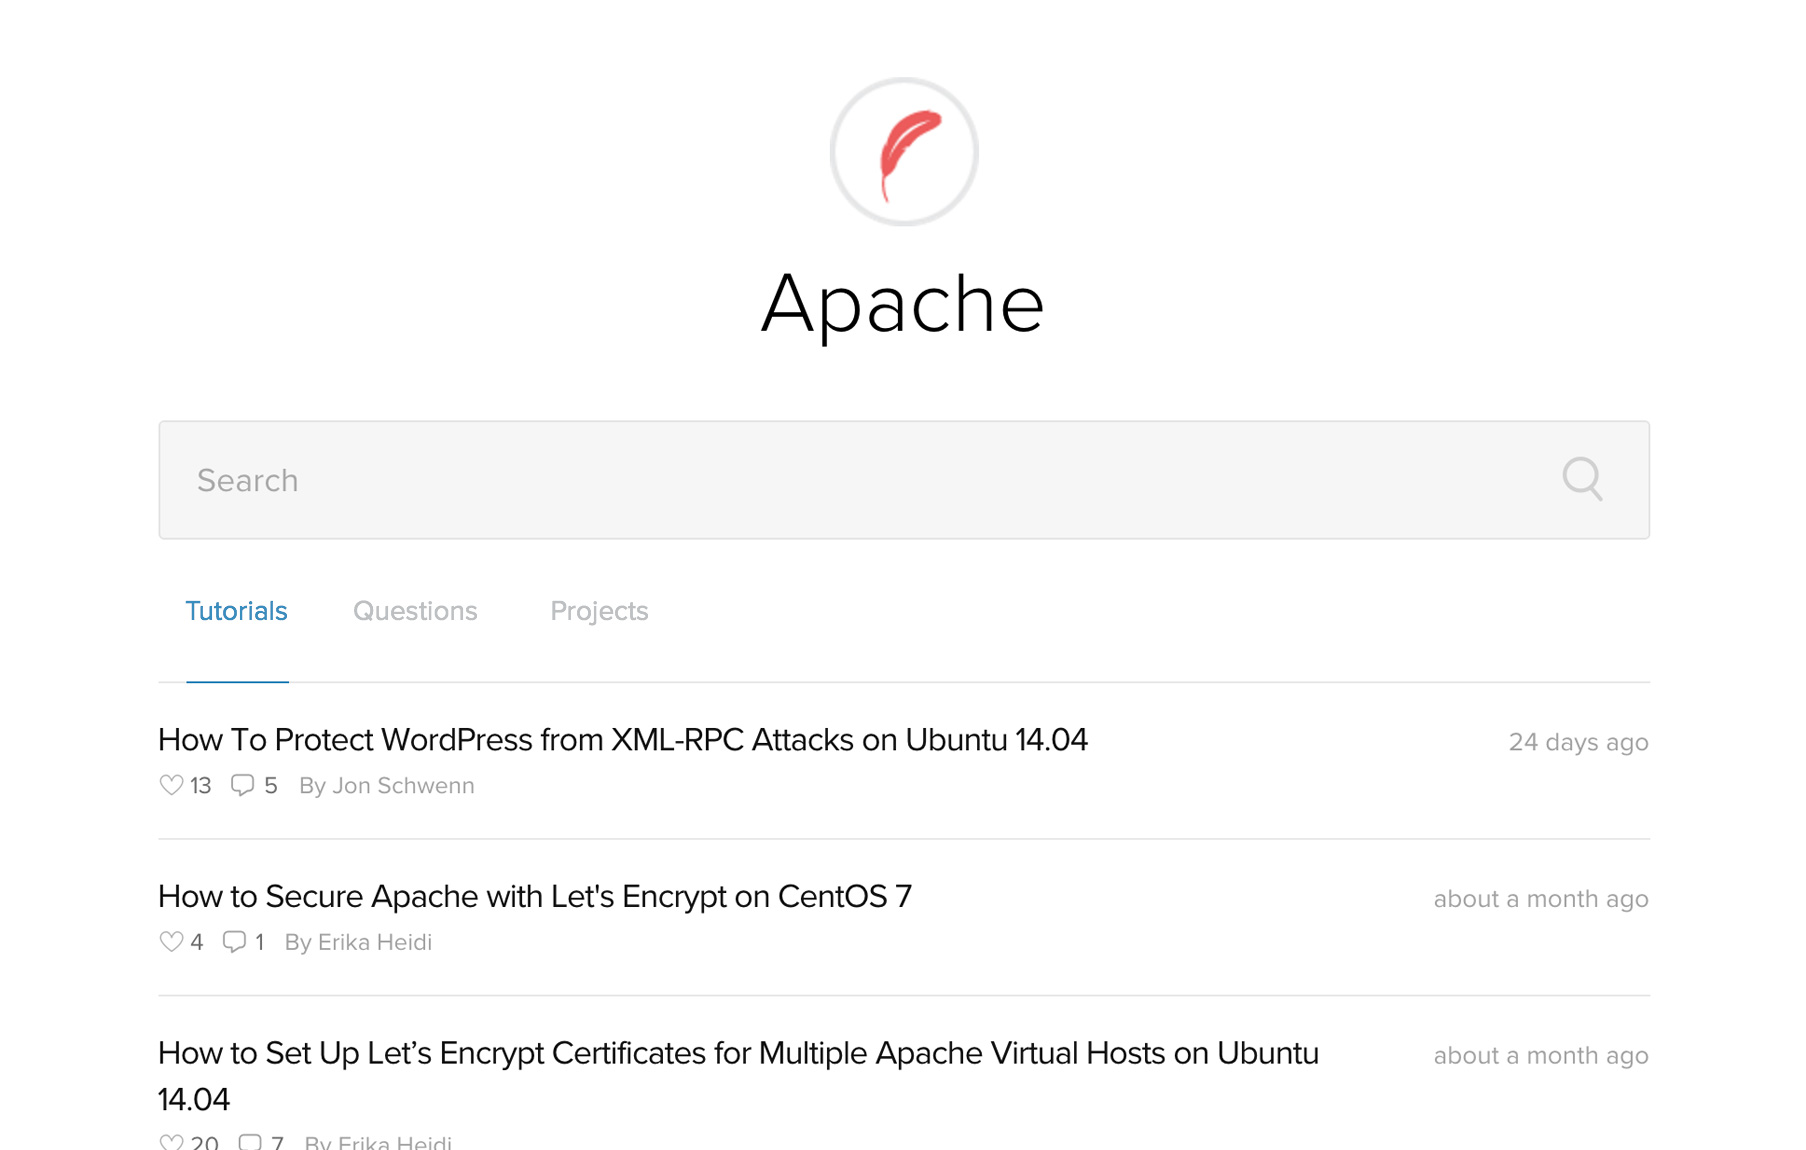 Apache
Search
Tutorials Questions Projects
How To Protect WordPress from XML-RPC Attacks on Ubuntu 14.04 24 days ago
13 5 By Jon Schwenn
How to Secure Apache with Let's Encrypt on CentOS 7 about a month ago
4 1 By Erika Heidi
How to Set Up Let’s Encrypt Certificates for Multiple Apache Virtual Hosts on Ubuntu about a month ago
14.04
20 7 By Erika Heidi